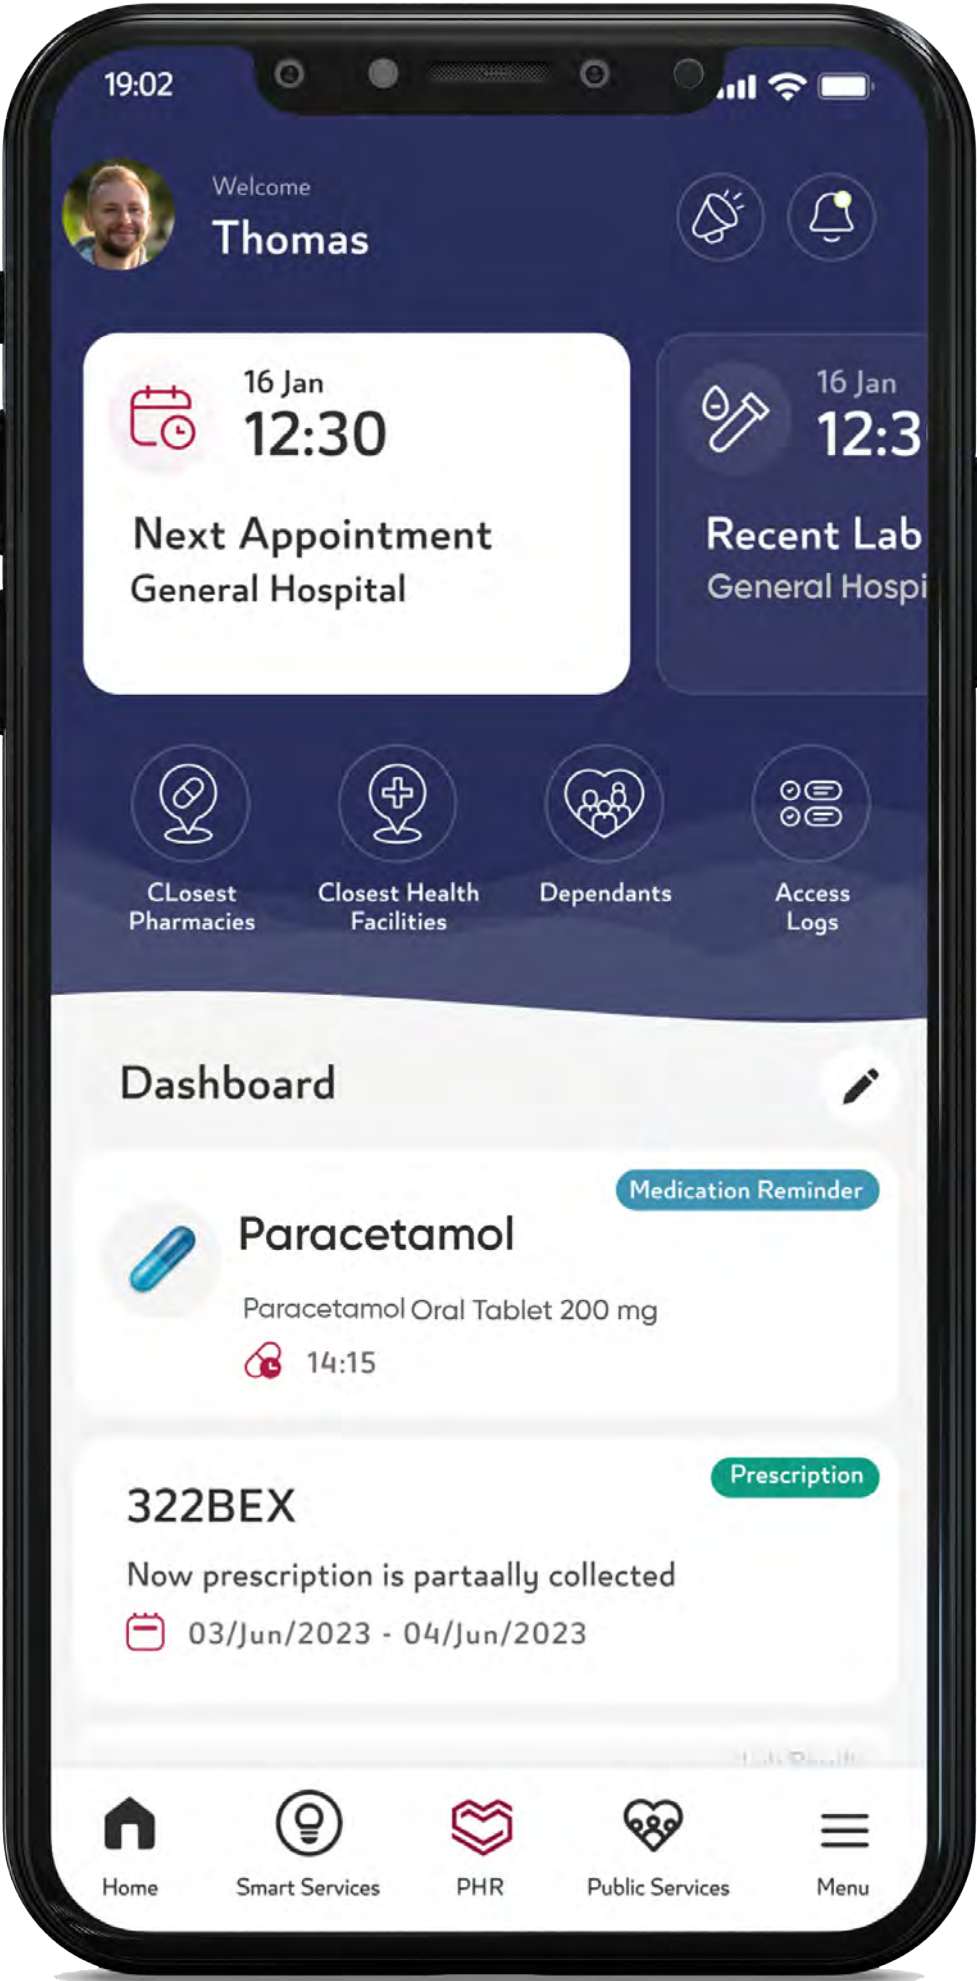 19:02
Welcome
Thomas
16 Jan
12:30
Next Appointment
General Hospital
16 Jan
12:3
Recent Lab
General Hospi
CLosest
Pharmacies
Closest Health
Facilities
Dependants
Access
Logs
Dashboard
Medication Reminder
Paracetamol
Paracetamol Oral Tablet 200 mg
14:15
Prescription
322BEX
Now prescription is partaally collected
03/Jun/2023 - 04/Jun/2023
Home
Smart Services
PHR
Public Services
Menu